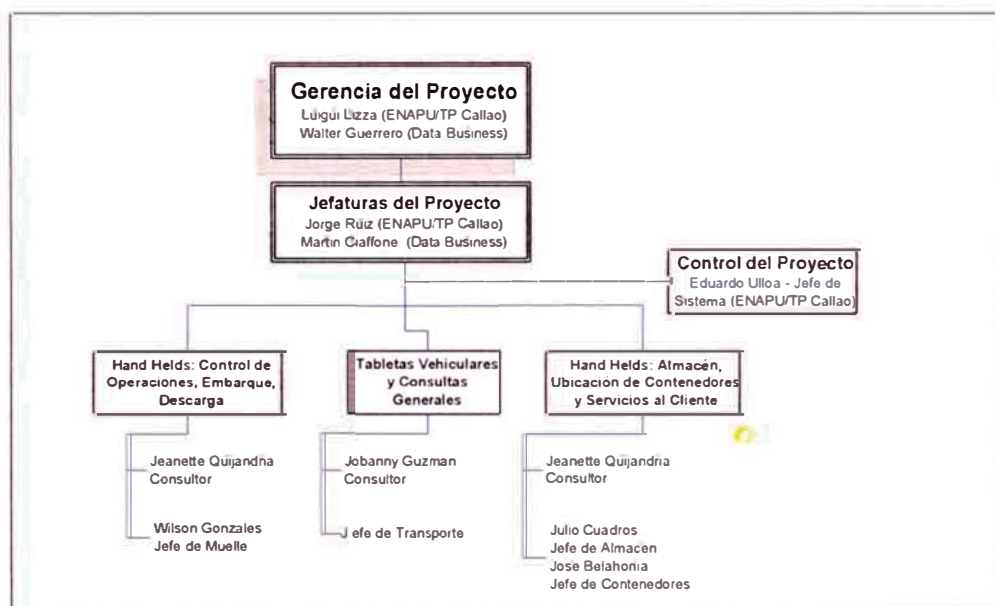 Gerencia del Proyecto
Luigui Lizza (ENAPU/TP Callao)
Walter Guerrero (Data Business)
Jefaturas del Proyecto
Jorge Ruiz (ENAPU/TP Callao)
Martin Ciaffone (Data Business)
Control del Proyecto
Eduardo Ulloa - Jefe de
Sistema (ENAPU/TP Callao)
Hand Helds: Control de
Operaciones, Embarque,
Descarga
Tabletas Vehiculares
y Consultas
Generales
Hand Helds: Almacén,
Ubicación de Contenedores
y Servicios al Cliente
Jeanette Quijandria
Consultor
Wilson Gonzales
Jefe de Muelle
Jobanny Guzman
Consultor
Jefe de Transporte
Jeanette Quijandria
Consultor
Julio Cuadros
Jefe de Almacen
Jose Belahonia
Jefe de Contenedores